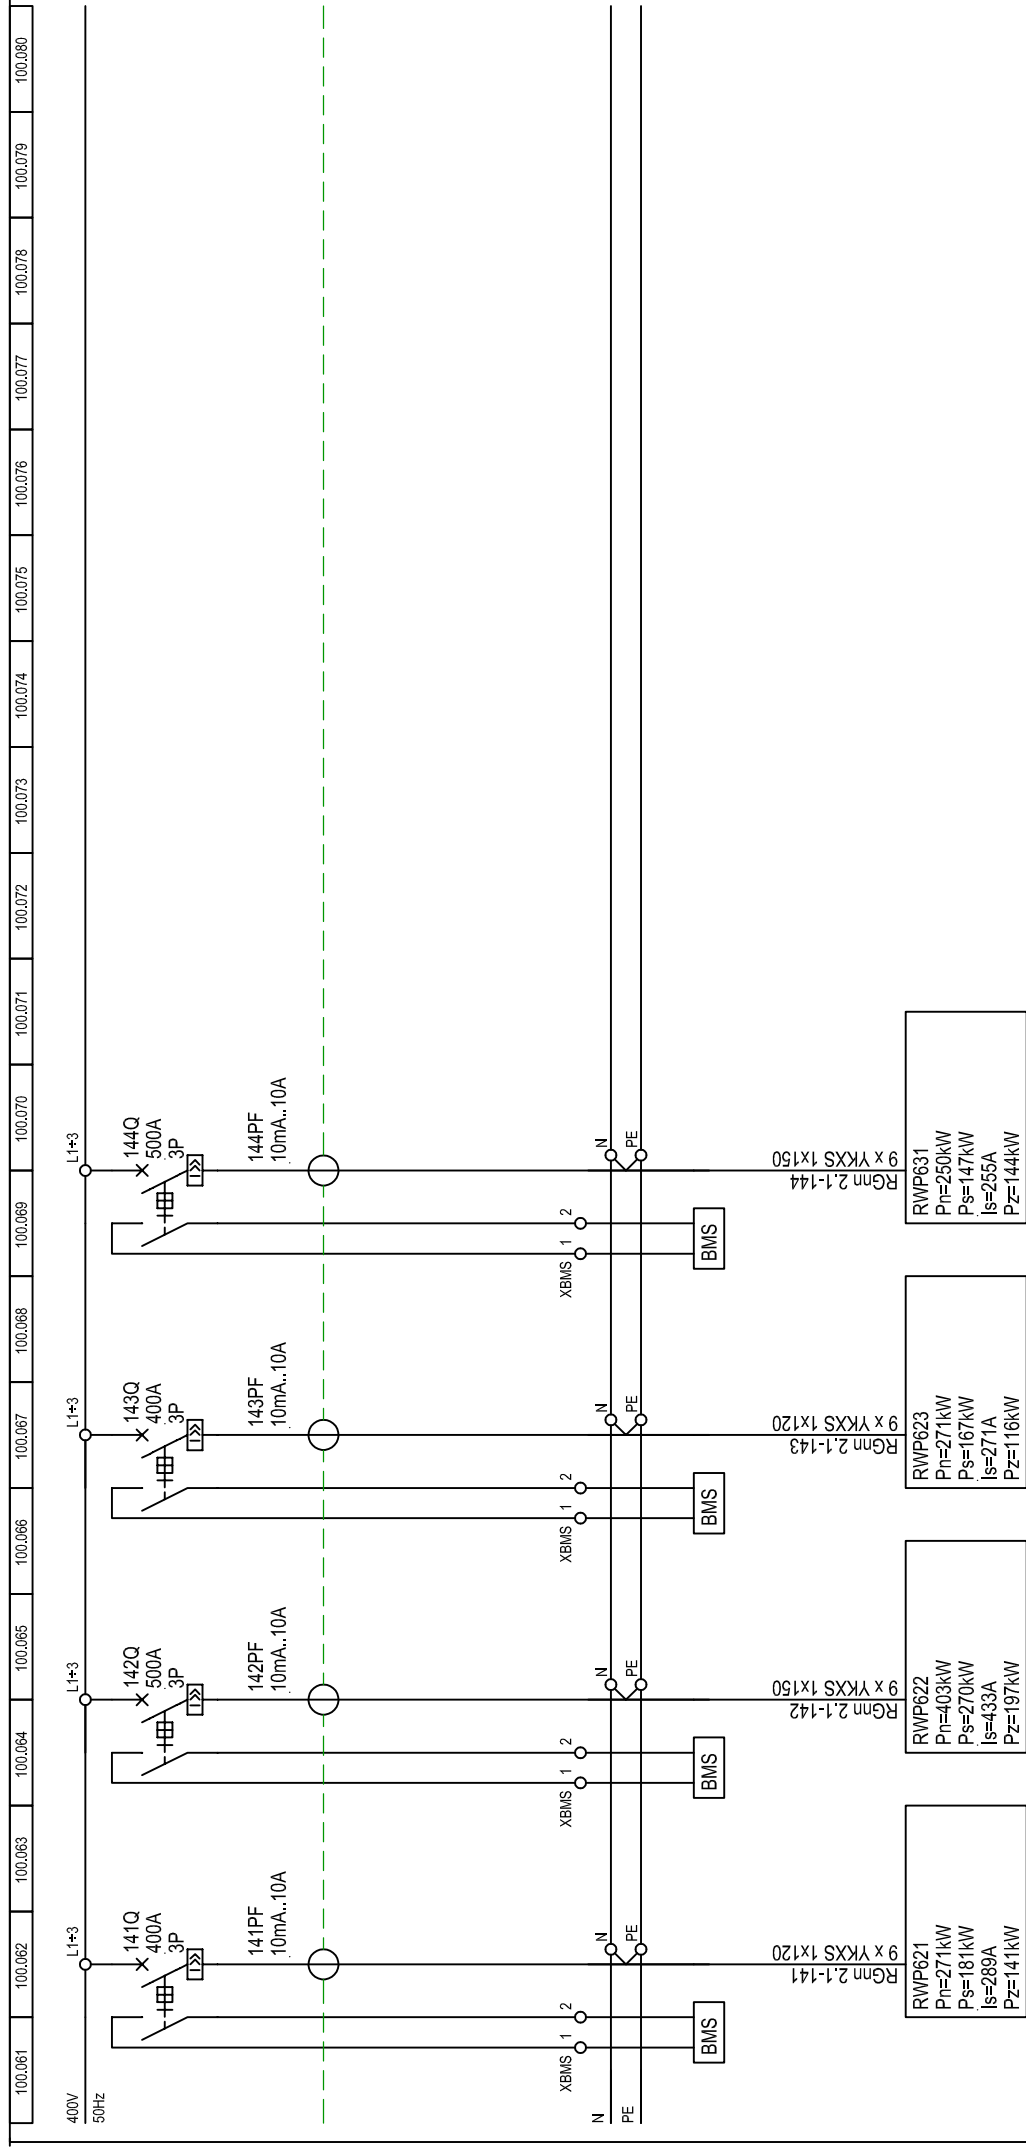 100.061
100.062
100.063
100.064
100.065
100.066
100.067
100.068
100.069
100.070
100.071
100.072
100.073
100.074
100.075
100.076
100.077
100.078
100.079
100.080
400V
50Hz
L1÷3
141Q
400A
3P
141PF
10mA..10A
XBMS 1 2
N
PE
N
PE
BMS
RGnn 2.1-141
9 x YKXS 1x120
RWP621
Pn=271kW
Ps=181kW
Is=289A
Pz=141kW
L1÷3
142Q
500A
3P
142PF
10mA..10A
XBMS 1 2
N
PE
BMS
RGnn 2.1-142
9 x YKXS 1x150
RWP622
Pn=403kW
Ps=270kW
Is=433A
Pz=197kW
L1÷3
143Q
400A
3P
143PF
10mA..10A
XBMS 1 2
N
PE
BMS
RGnn 2.1-143
9 x YKXS 1x120
RWP623
Pn=271kW
Ps=167kW
Is=271A
Pz=116kW
L1÷3
144Q
500A
3P
144PF
10mA..10A
XBMS 1 2
N
PE
BMS
RGnn 2.1-144
9 x YKXS 1x150
RWP631
Pn=250kW
Ps=147kW
Is=255A
Pz=144kW